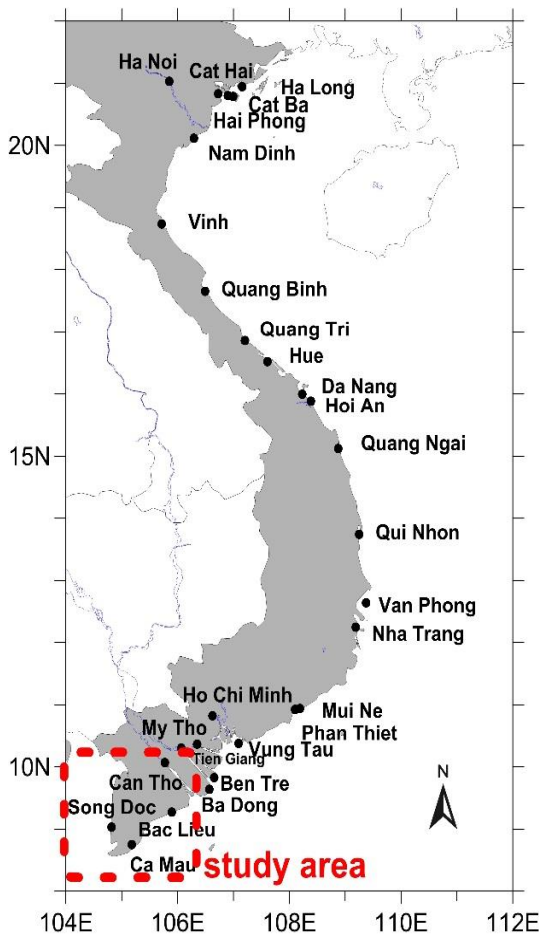 Ha Noi
Cat Hai
Ha Long
Cat Ba
Hai Phong
20N
Nam Dinh
Vinh
Quang Binh
Quang Tri
Hue
Da Nang
Hoi An
15N
Quang Ngai
Qui Nhon
Van Phong
Nha Trang
Ho Chi Minh
Mui Ne
My Tho
Phan Thiet
Vung Tau
Tien Giang
10N
N
Can Tho
Ben Tre
Song Doc
Ba Dong
Bac Lieu
Ca Mau
study area
104E 106E 108E 110E 112E